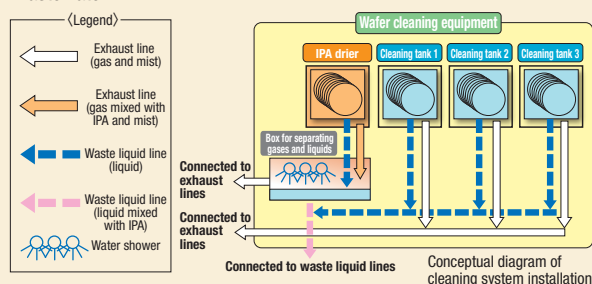 〈Legend〉
Exhaust line
(gas and mist)
Exhaust line
(gas mixed with
IPA and mist)
Waste liquid line
(liquid)
Waste liquid line
(liquid mixed
with IPA)
Water shower
Wafer cleaning equipment
IPA drier
Cleaning tank 1
Cleaning tank 2
Cleaning tank 3
Box for separating
gases and liquids
Connected to
exhaust
lines
Connected to
exhaust
lines
Connected to waste liquid lines
Conceptual diagram of
cleaning system installation